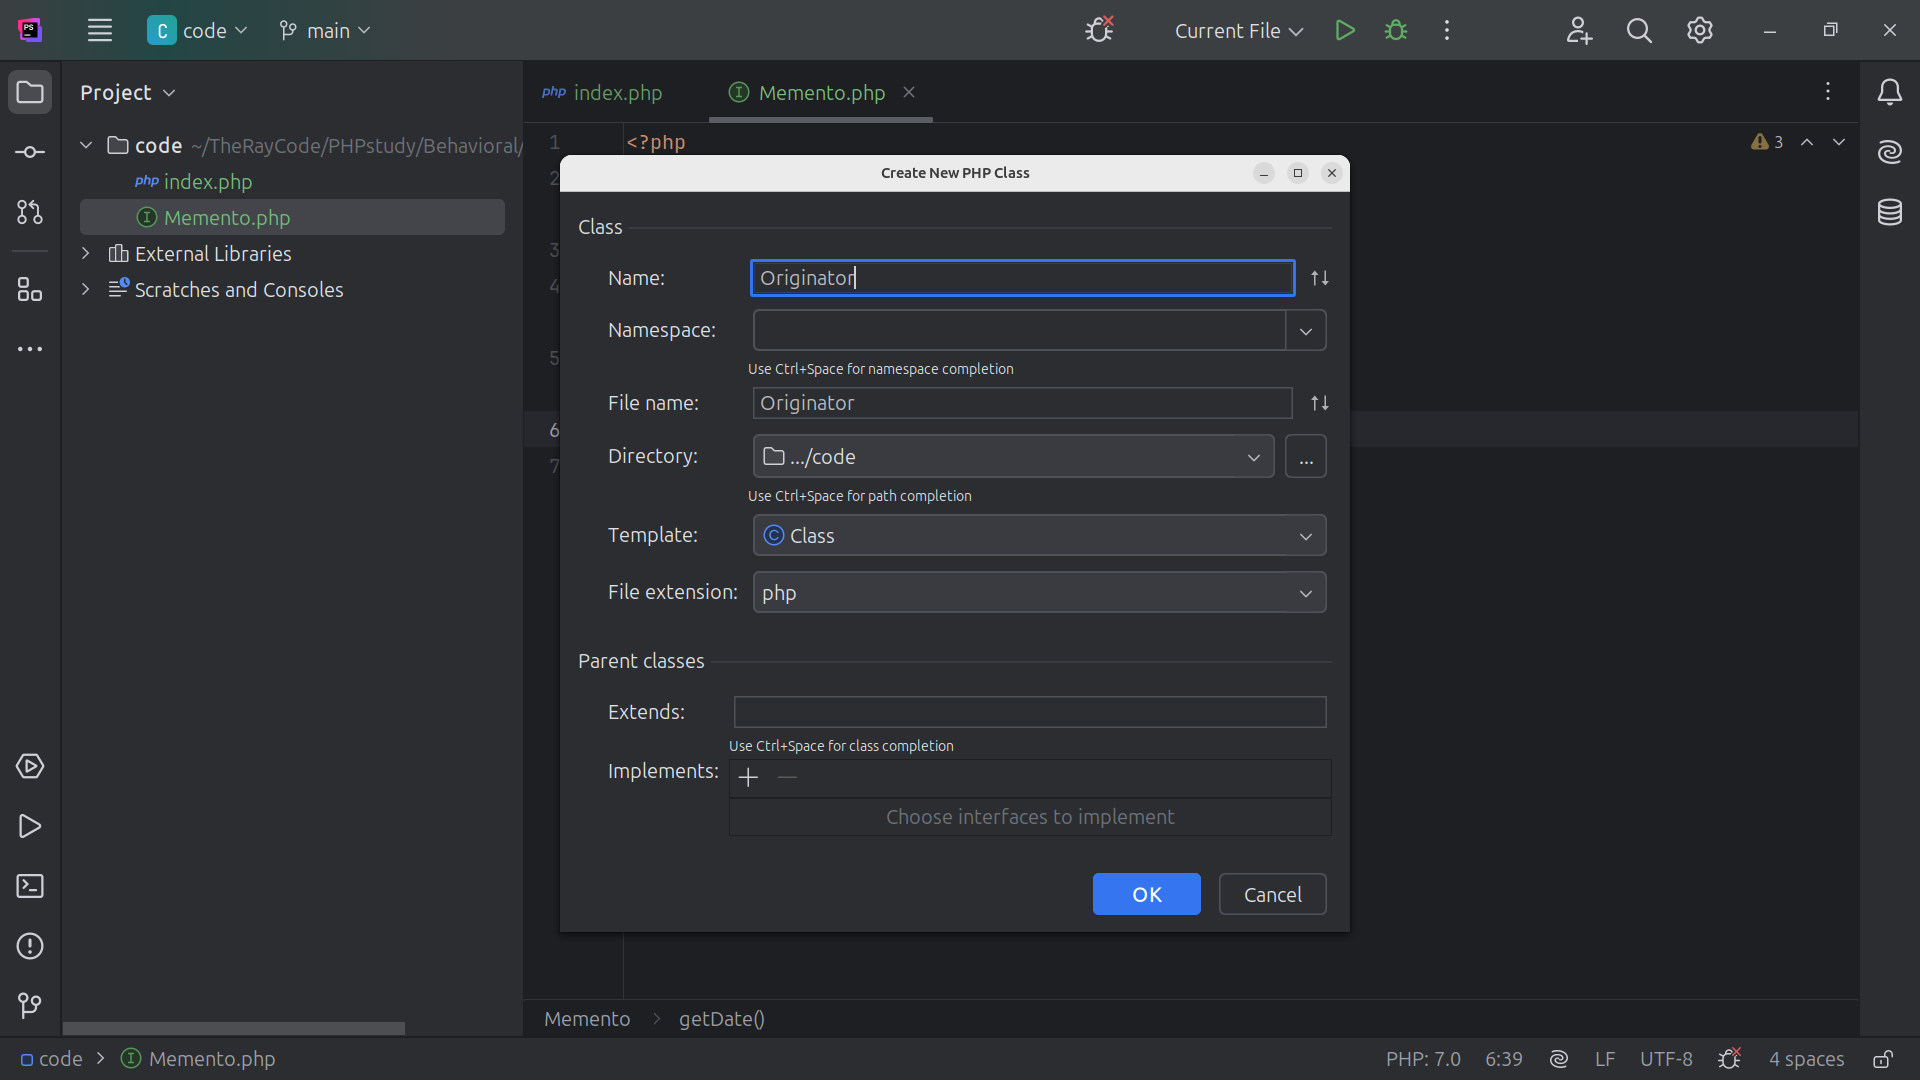 PS
C code
main
Current File
Project
php index.php
Memento.php
code ~/TheRayCode/PHPstudy/Behavioral/
php index.php
Memento.php
External Libraries
Scratches and Consoles
1 <?php
2
3
4
5
6
7
3
Create New PHP Class
Class
Name: Originator
Namespace:
Use Ctrl+Space for namespace completion
File name: Originator
Directory: .../code ...
Use Ctrl+Space for path completion
Template: C Class
File extension: php
Parent classes
Extends:
Use Ctrl+Space for class completion
Implements:
Choose interfaces to implement
OK Cancel
Memento > getDate()
code > Memento.php
PHP: 7.0 6:39 LF UTF-8 4 spaces